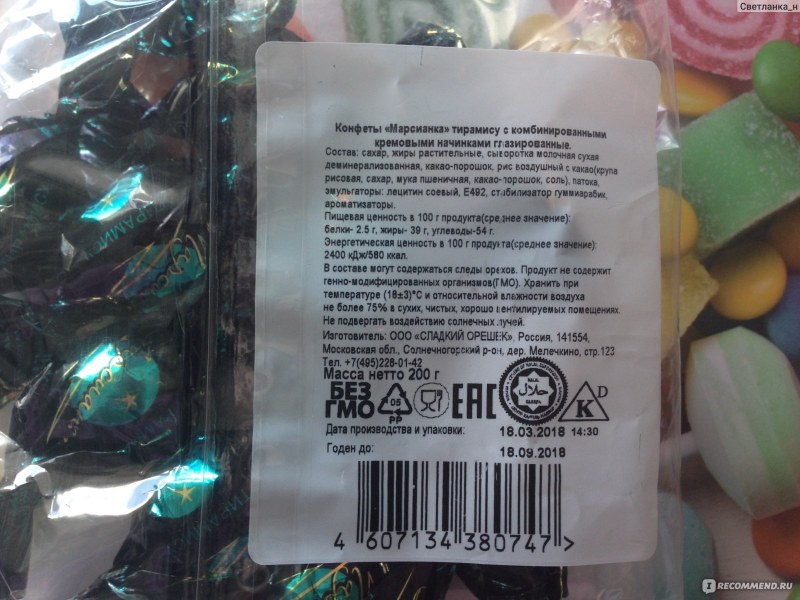 Светланка_н
Конфеты «Марсианка» тирамису с комбинированными
кремовыми начинками глазированные.
Состав: сахар, жиры растительные, сыворотка молочная сухая
деминерализованная, какао-порошок, рис воздушный с какао(крупа
рисовая, сахар, мука пшеничная, какао-порошок, соль), патока,
эмульгаторы: лецитин соевый, Е492, стабилизатор гуммиарабик,
ароматизаторы.
Пищевая ценность в 100 г продукта(среднее значение):
белки- 2.5 г, жиры- 39 г, углеводы-54 г.
Энергетическая ценность в 100 г продукта(среднее значение):
2400 кДж/580 ккал.
В составе могут содержаться следы орехов. Продукт не содержит
генно-модифицированных организмов(ГМО). Хранить при
температуре (18±3)°С и относительной влажности воздуха
не более 75% в сухих, чистых, хорошо вентилируемых помещениях.
Не подвергать воздействию солнечных лучей.
Изготовитель: ООО «СЛАДКИЙ ОРЕШЕК», Россия, 141554,
Московская обл., Солнечногорский р-он, дер. Мелечкино, стр.123
Тел. +7(495)228-01-42
Масса нетто 200 г
БЕЗ ГМО 05 PP EAC حلال K D
Дата производства и упаковки: 18.03.2018 14:30
Годен до: 18.09.2018
4 607134 380747 >
IRECOMMEND.RU